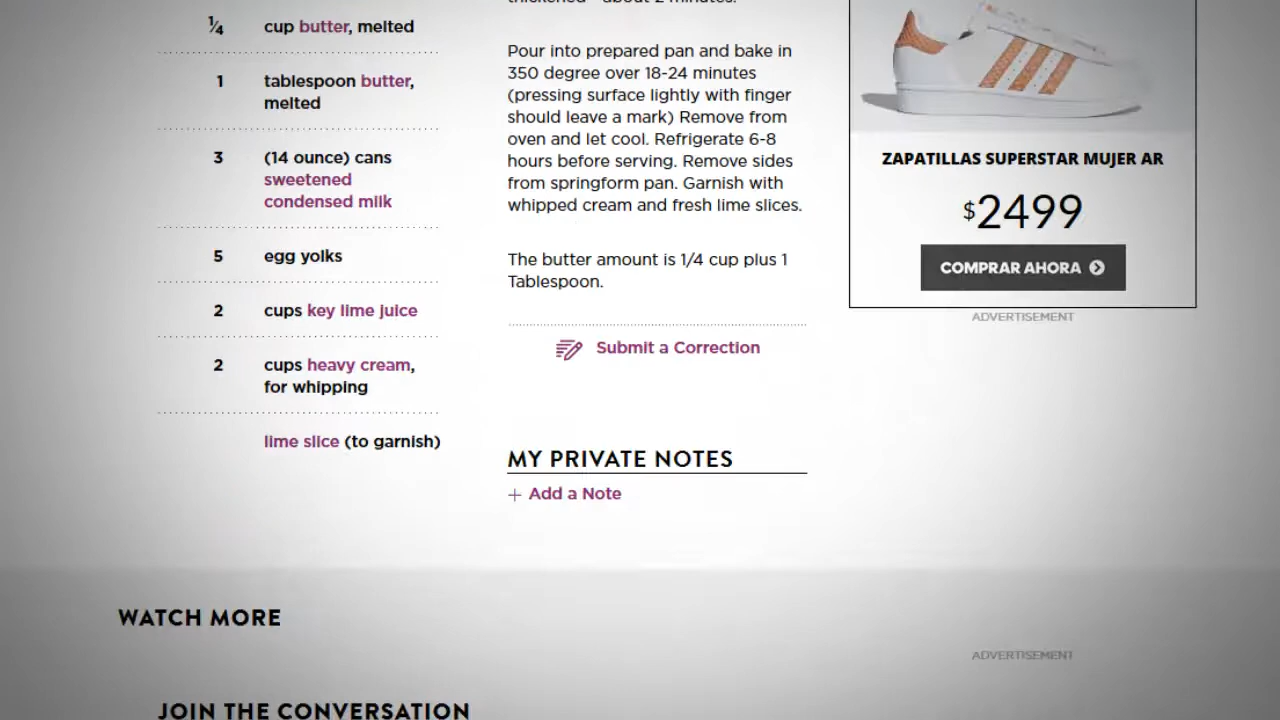 ¼ cup butter, melted
1 tablespoon butter,
melted
3 (14 ounce) cans
sweetened
condensed milk
5 egg yolks
2 cups key lime juice
2 cups heavy cream,
for whipping
lime slice (to garnish)
Pour into prepared pan and bake in
350 degree over 18-24 minutes
(pressing surface lightly with finger
should leave a mark) Remove from
oven and let cool. Refrigerate 6-8
hours before serving. Remove sides
from springform pan. Garnish with
whipped cream and fresh lime slices.
The butter amount is 1/4 cup plus 1
Tablespoon.
Submit a Correction
MY PRIVATE NOTES
+ Add a Note
ZAPATILLAS SUPERSTAR MUJER AR
$2499
COMPRAR AHORA
ADVERTISEMENT
WATCH MORE
ADVERTISEMENT
JOIN THE CONVERSATION